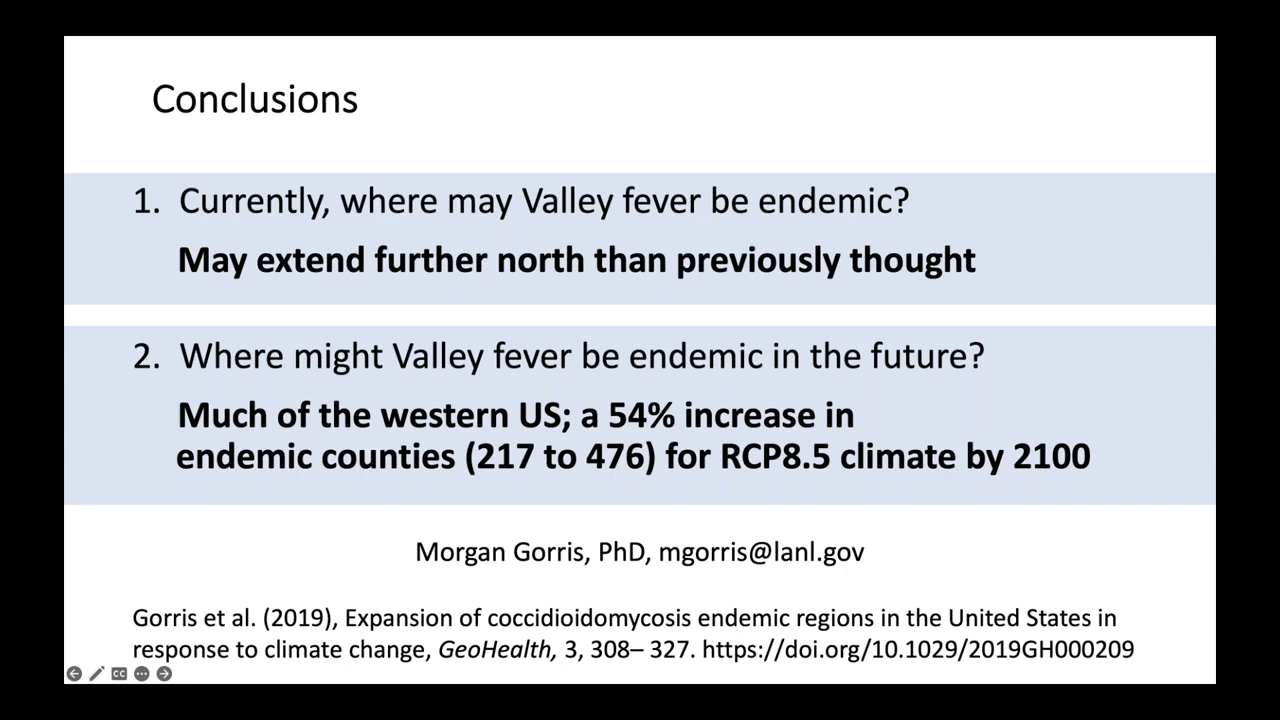 Conclusions
1. Currently, where may Valley fever be endemic?
May extend further north than previously thought
2. Where might Valley fever be endemic in the future?
Much of the western US; a 54% increase in
endemic counties (217 to 476) for RCP8.5 climate by 2100
Morgan Gorris, PhD, mgorris@lanl.gov
Gorris et al. (2019), Expansion of coccidioidomycosis endemic regions in the United States in
response to climate change, GeoHealth, 3, 308– 327. https://doi.org/10.1029/2019GH000209
CC